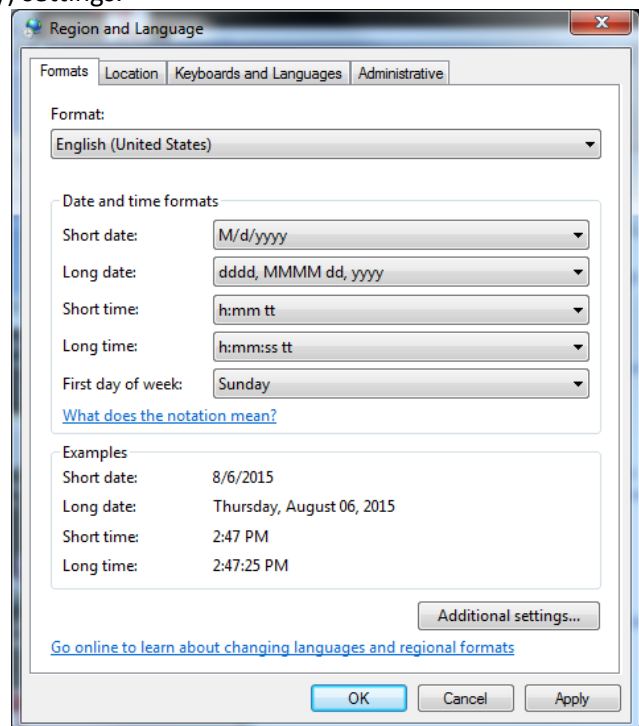 settings.
Region and Language
Formats Location Keyboards and Languages Administrative
Format:
English (United States)
Date and time formats
Short date: M/d/yyyy
Long date: dddd, MMMM dd, yyyy
Short time: h:mm tt
Long time: h:mm:ss tt
First day of week: Sunday
What does the notation mean?
Examples
Short date: 8/6/2015
Long date: Thursday, August 06, 2015
Short time: 2:47 PM
Long time: 2:47:25 PM
Additional settings...
Go online to learn about changing languages and regional formats
OK Cancel Apply